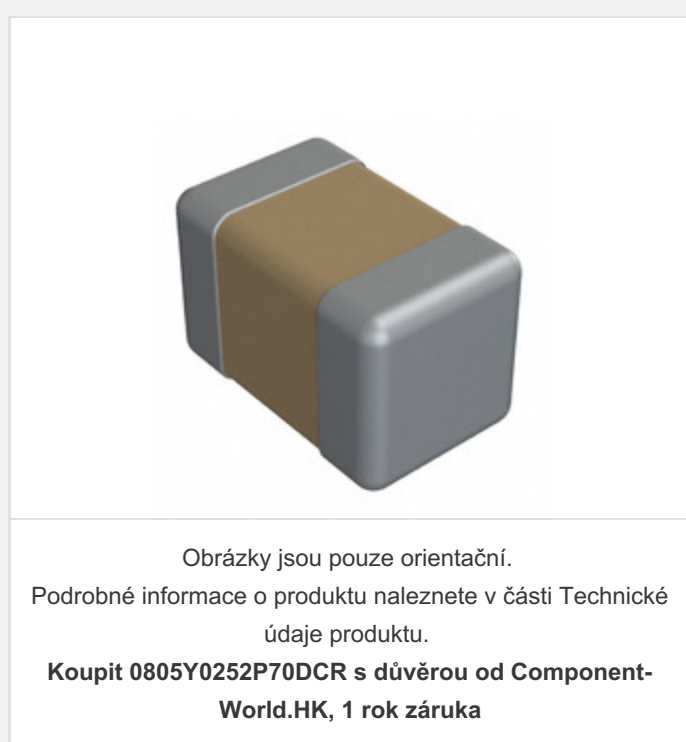 Obrázky jsou pouze orientační.
Podrobné informace o produktu naleznete v části Technické
údaje produktu.
Koupit 0805Y0252P70DCR s důvěrou od Component-
World.HK, 1 rok záruka